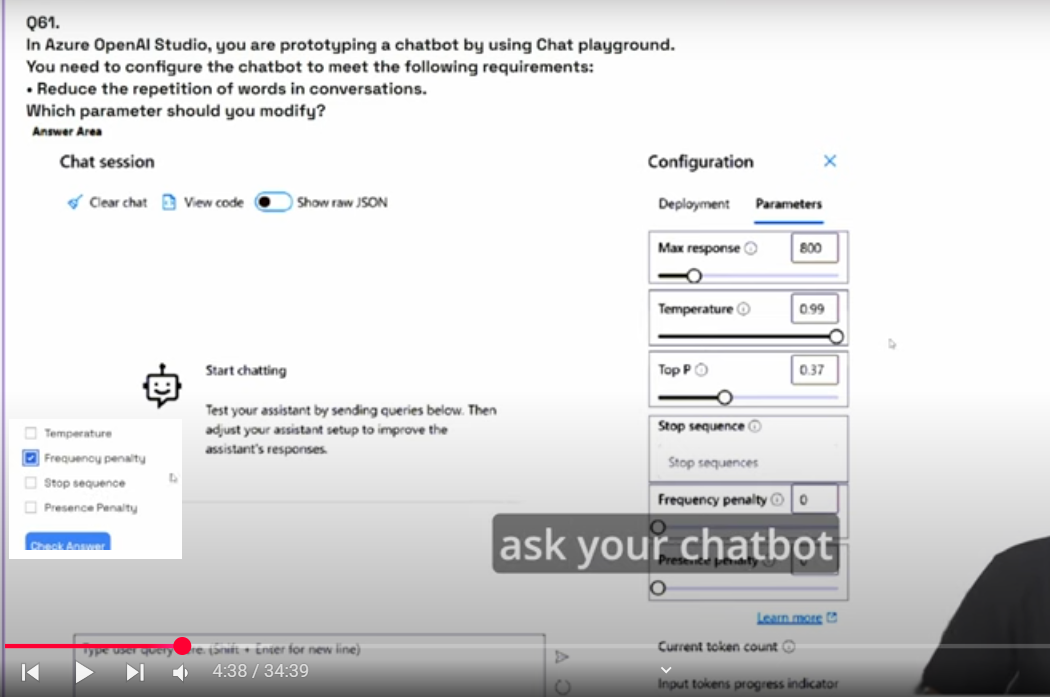 Q61.
In Azure OpenAI Studio, you are prototyping a chatbot by using Chat playground.
You need to configure the chatbot to meet the following requirements:
• Reduce the repetition of words in conversations.
Which parameter should you modify?
Answer Area
Chat session
Clear chat View code Show raw JSON
Start chatting
Test your assistant by sending queries below. Then
adjust your assistant setup to improve the
assistant's responses.
Temperature
Frequency penalty
Stop sequence
Presence Penalty
Check Answer
Configuration
Deployment Parameters
Max response 800
Temperature 0.99
Top P 0.37
Stop sequence
Stop sequences
Frequency penalty 0
ask your chatbot
Presence penalty
Learn more
Type user query here. (Shift + Enter for new line)
Current token count
Input tokens progress indicator
4:38 / 34:39